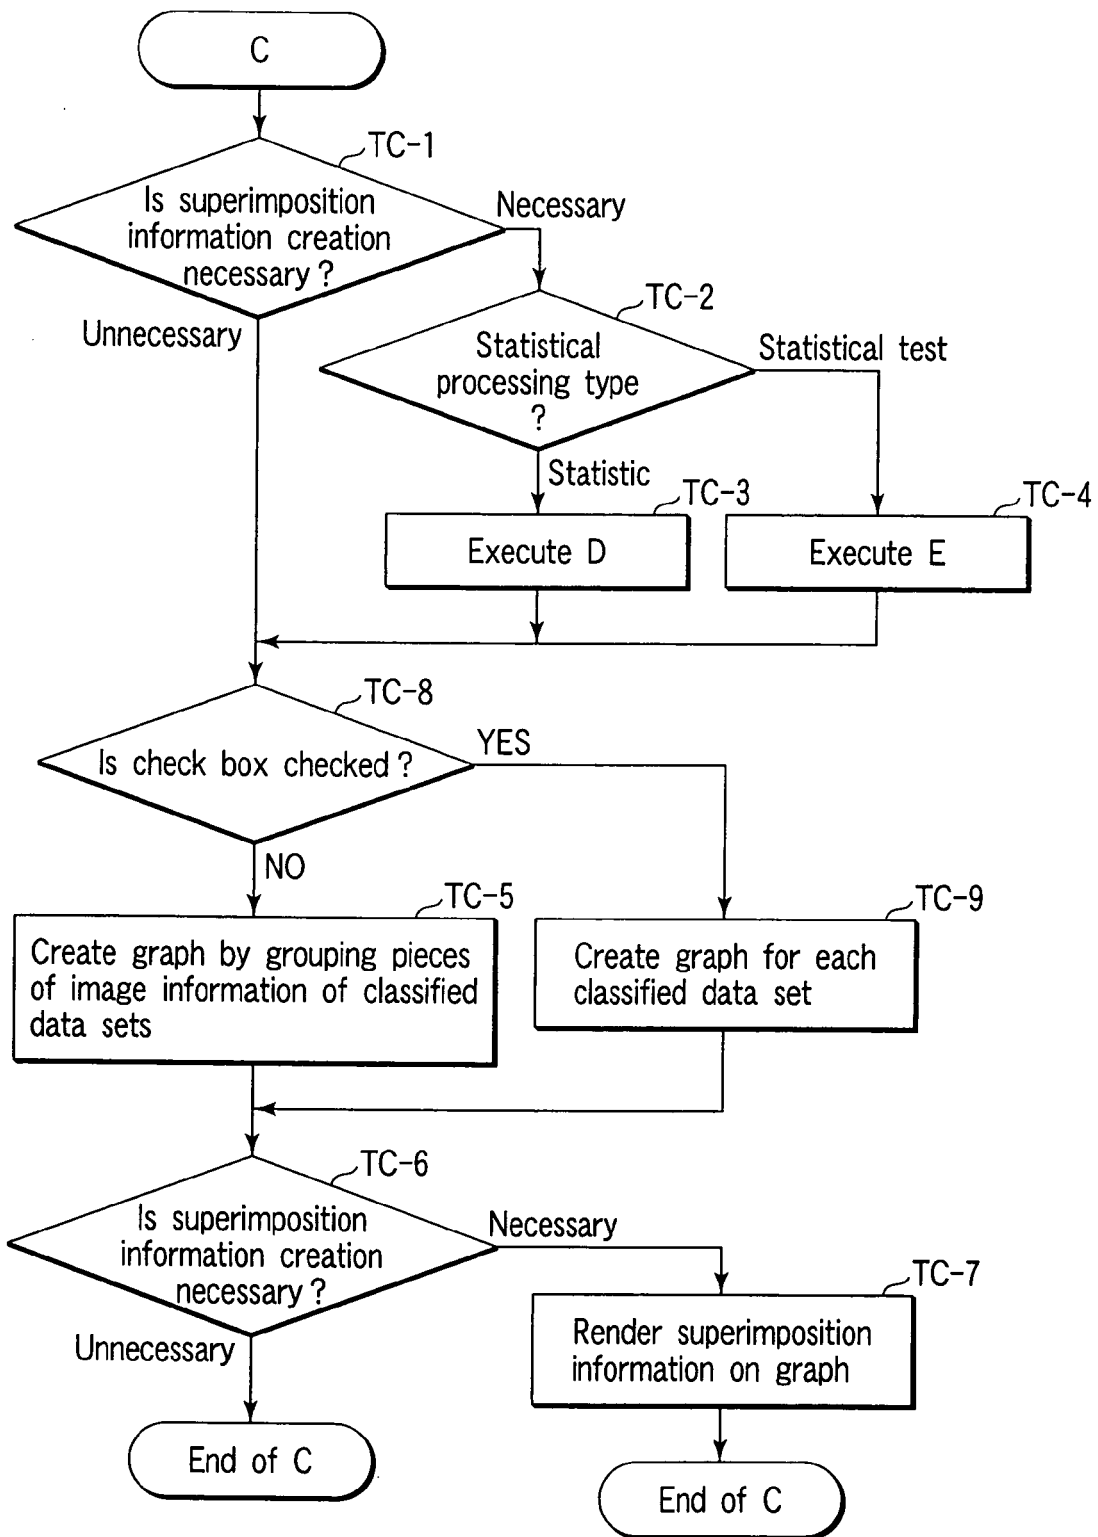 C
TC-1
Is superimposition
information creation
necessary ?
Necessary
Unnecessary
TC-2
Statistical
processing type
?
Statistical test
Statistic
TC-3
Execute D
TC-4
Execute E
TC-8
Is check box checked ?
YES
NO
TC-5
Create graph by grouping pieces
of image information of classified
data sets
TC-9
Create graph for each
classified data set
TC-6
Is superimposition
information creation
necessary ?
Necessary
Unnecessary
TC-7
Render superimposition
information on graph
End of C
End of C